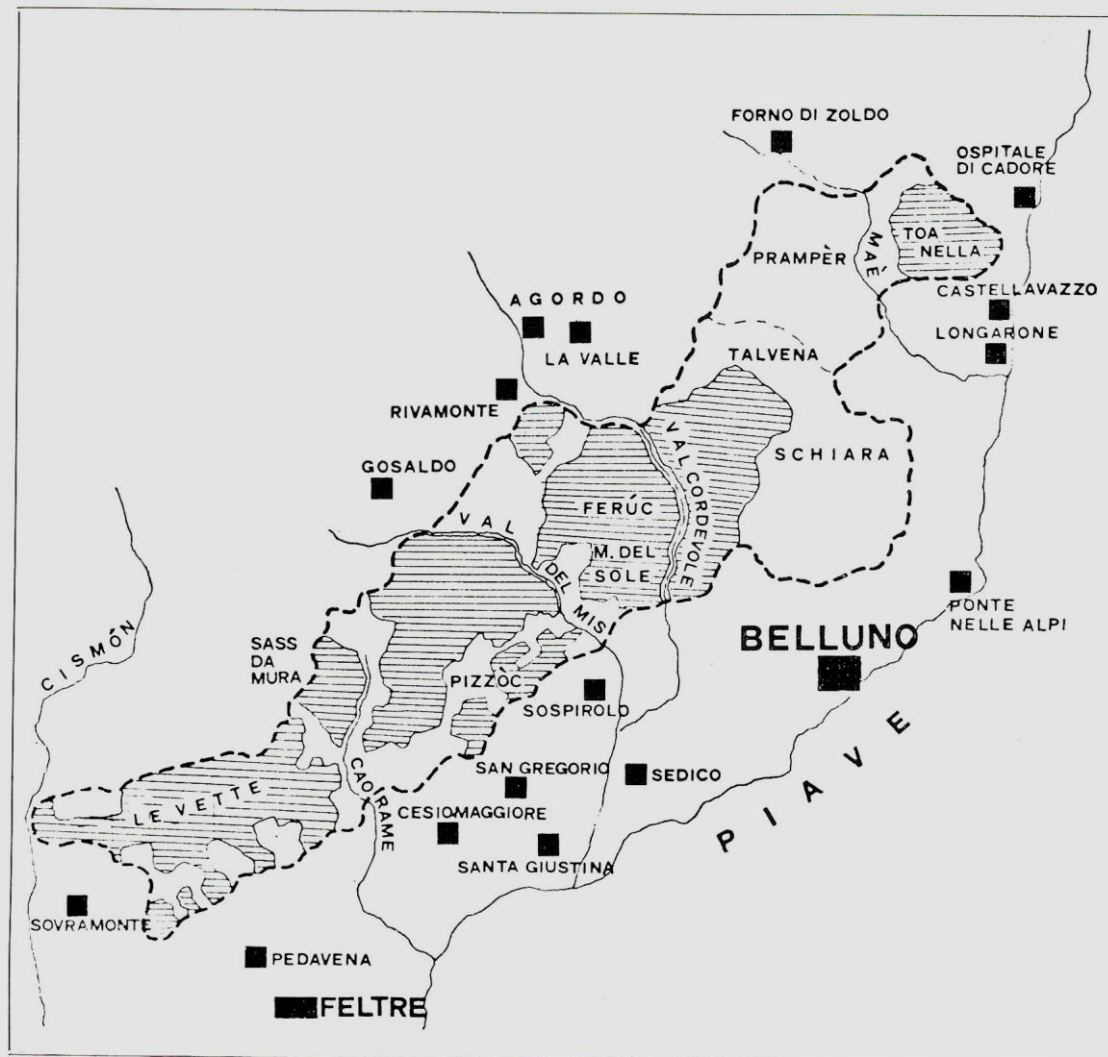 FORNO DI ZOLDO
OSPITALE
DI CADORE
TOA
NELLA
MAÈ
PRAMPÈR
CASTELLAVAZZO
AGORDO
LONGARONE
LA VALLE
TALVENA
RIVAMONTE
VAL CORDEVOLE
SCHIARA
GOSALDO
FERÚC
VAL
DEL MIS
M. DEL
SOLE
PONTE
NELLE ALPI
CISMÓN
BELLUNO
SASS
DA
MURA
PIZZÒC
SOSPIROLO
PIAVE
SAN GREGORIO
SEDICO
LE VETTE
CAORAME
CESIOMAGGIORE
SANTA GIUSTINA
SOVRAMONTE
PEDAVENA
FELTRE